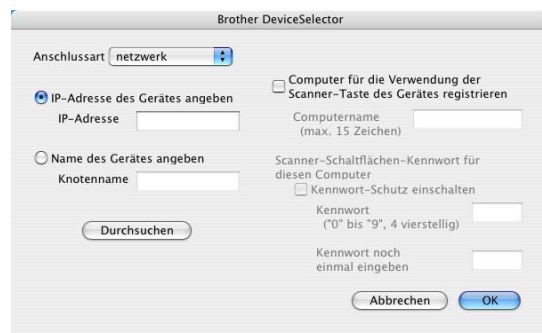 Brother DeviceSelector
Anschlussart netzwerk
IP-Adresse des Gerätes angeben
IP-Adresse
Name des Gerätes angeben
Knotenname
Durchsuchen
Computer für die Verwendung der
Scanner-Taste des Gerätes registrieren
Computername
(max. 15 Zeichen)
Scanner-Schaltflächen-Kennwort für
diesen Computer
Kennwort-Schutz einschalten
Kennwort
("0" bis "9", 4 vierstellig)
Kennwort noch
einmal eingeben
Abbrechen OK